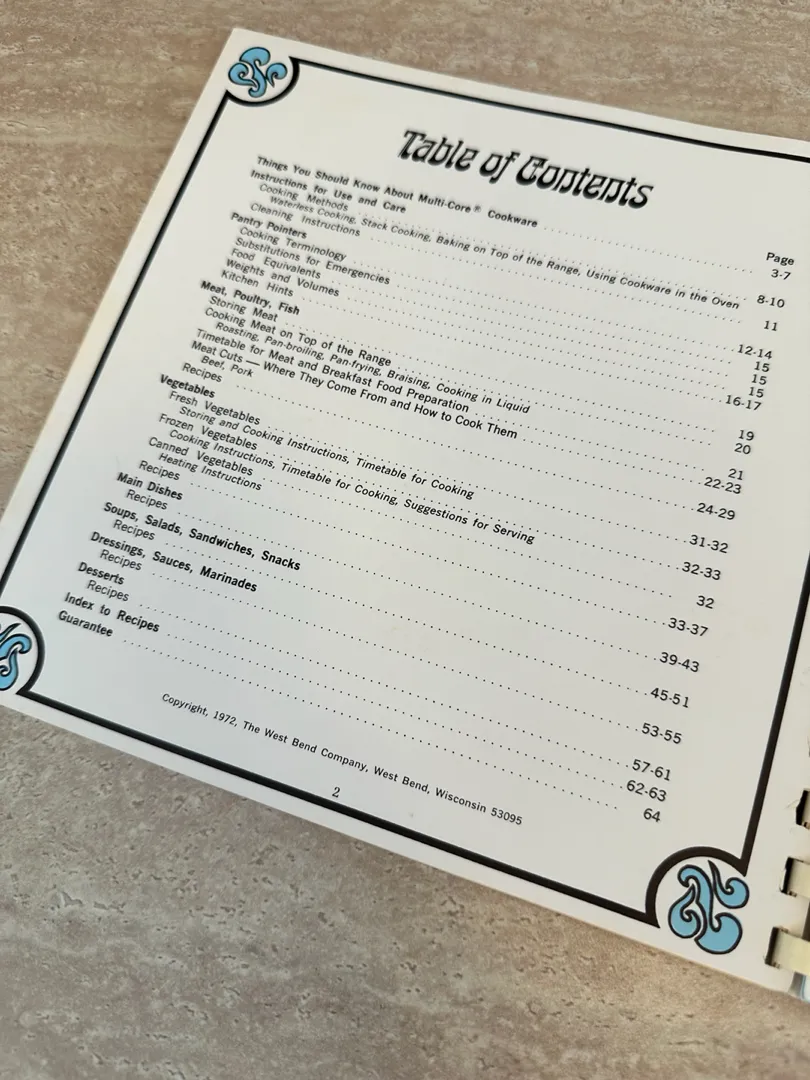 Table of Contents
Page
Things You Should Know About Multi-Core® Cookware 3-7
Instructions for Use and Care
Cooking Methods 8-10
Waterless Cooking, Stack Cooking, Baking on Top of the Range, Using Cookware in the Oven
Cleaning Instructions 11
Pantry Pointers
Cooking Terminology 12-14
Substitutions for Emergencies 15
Food Equivalents 15
Weights and Volumes 15
Kitchen Hints 16-17
Meat, Poultry, Fish
Storing Meat 19
Cooking Meat on Top of the Range 20
Roasting, Pan-broiling, Pan-frying, Braising, Cooking in Liquid
Timetable for Meat and Breakfast Food Preparation 21
Meat Cuts — Where They Come From and How to Cook Them 22-23
Beef, Pork
Recipes 24-29
Vegetables
Fresh Vegetables 31-32
Storing and Cooking Instructions, Timetable for Cooking
Frozen Vegetables 32-33
Cooking Instructions, Timetable for Cooking, Suggestions for Serving
Canned Vegetables 32
Heating Instructions
Recipes 33-37
Main Dishes
Recipes 39-43
Soups, Salads, Sandwiches, Snacks
Recipes 45-51
Dressings, Sauces, Marinades
Recipes 53-55
Desserts
Recipes 57-61
Index to Recipes 62-63
Guarantee 64
Copyright, 1972, The West Bend Company, West Bend, Wisconsin 53095
2